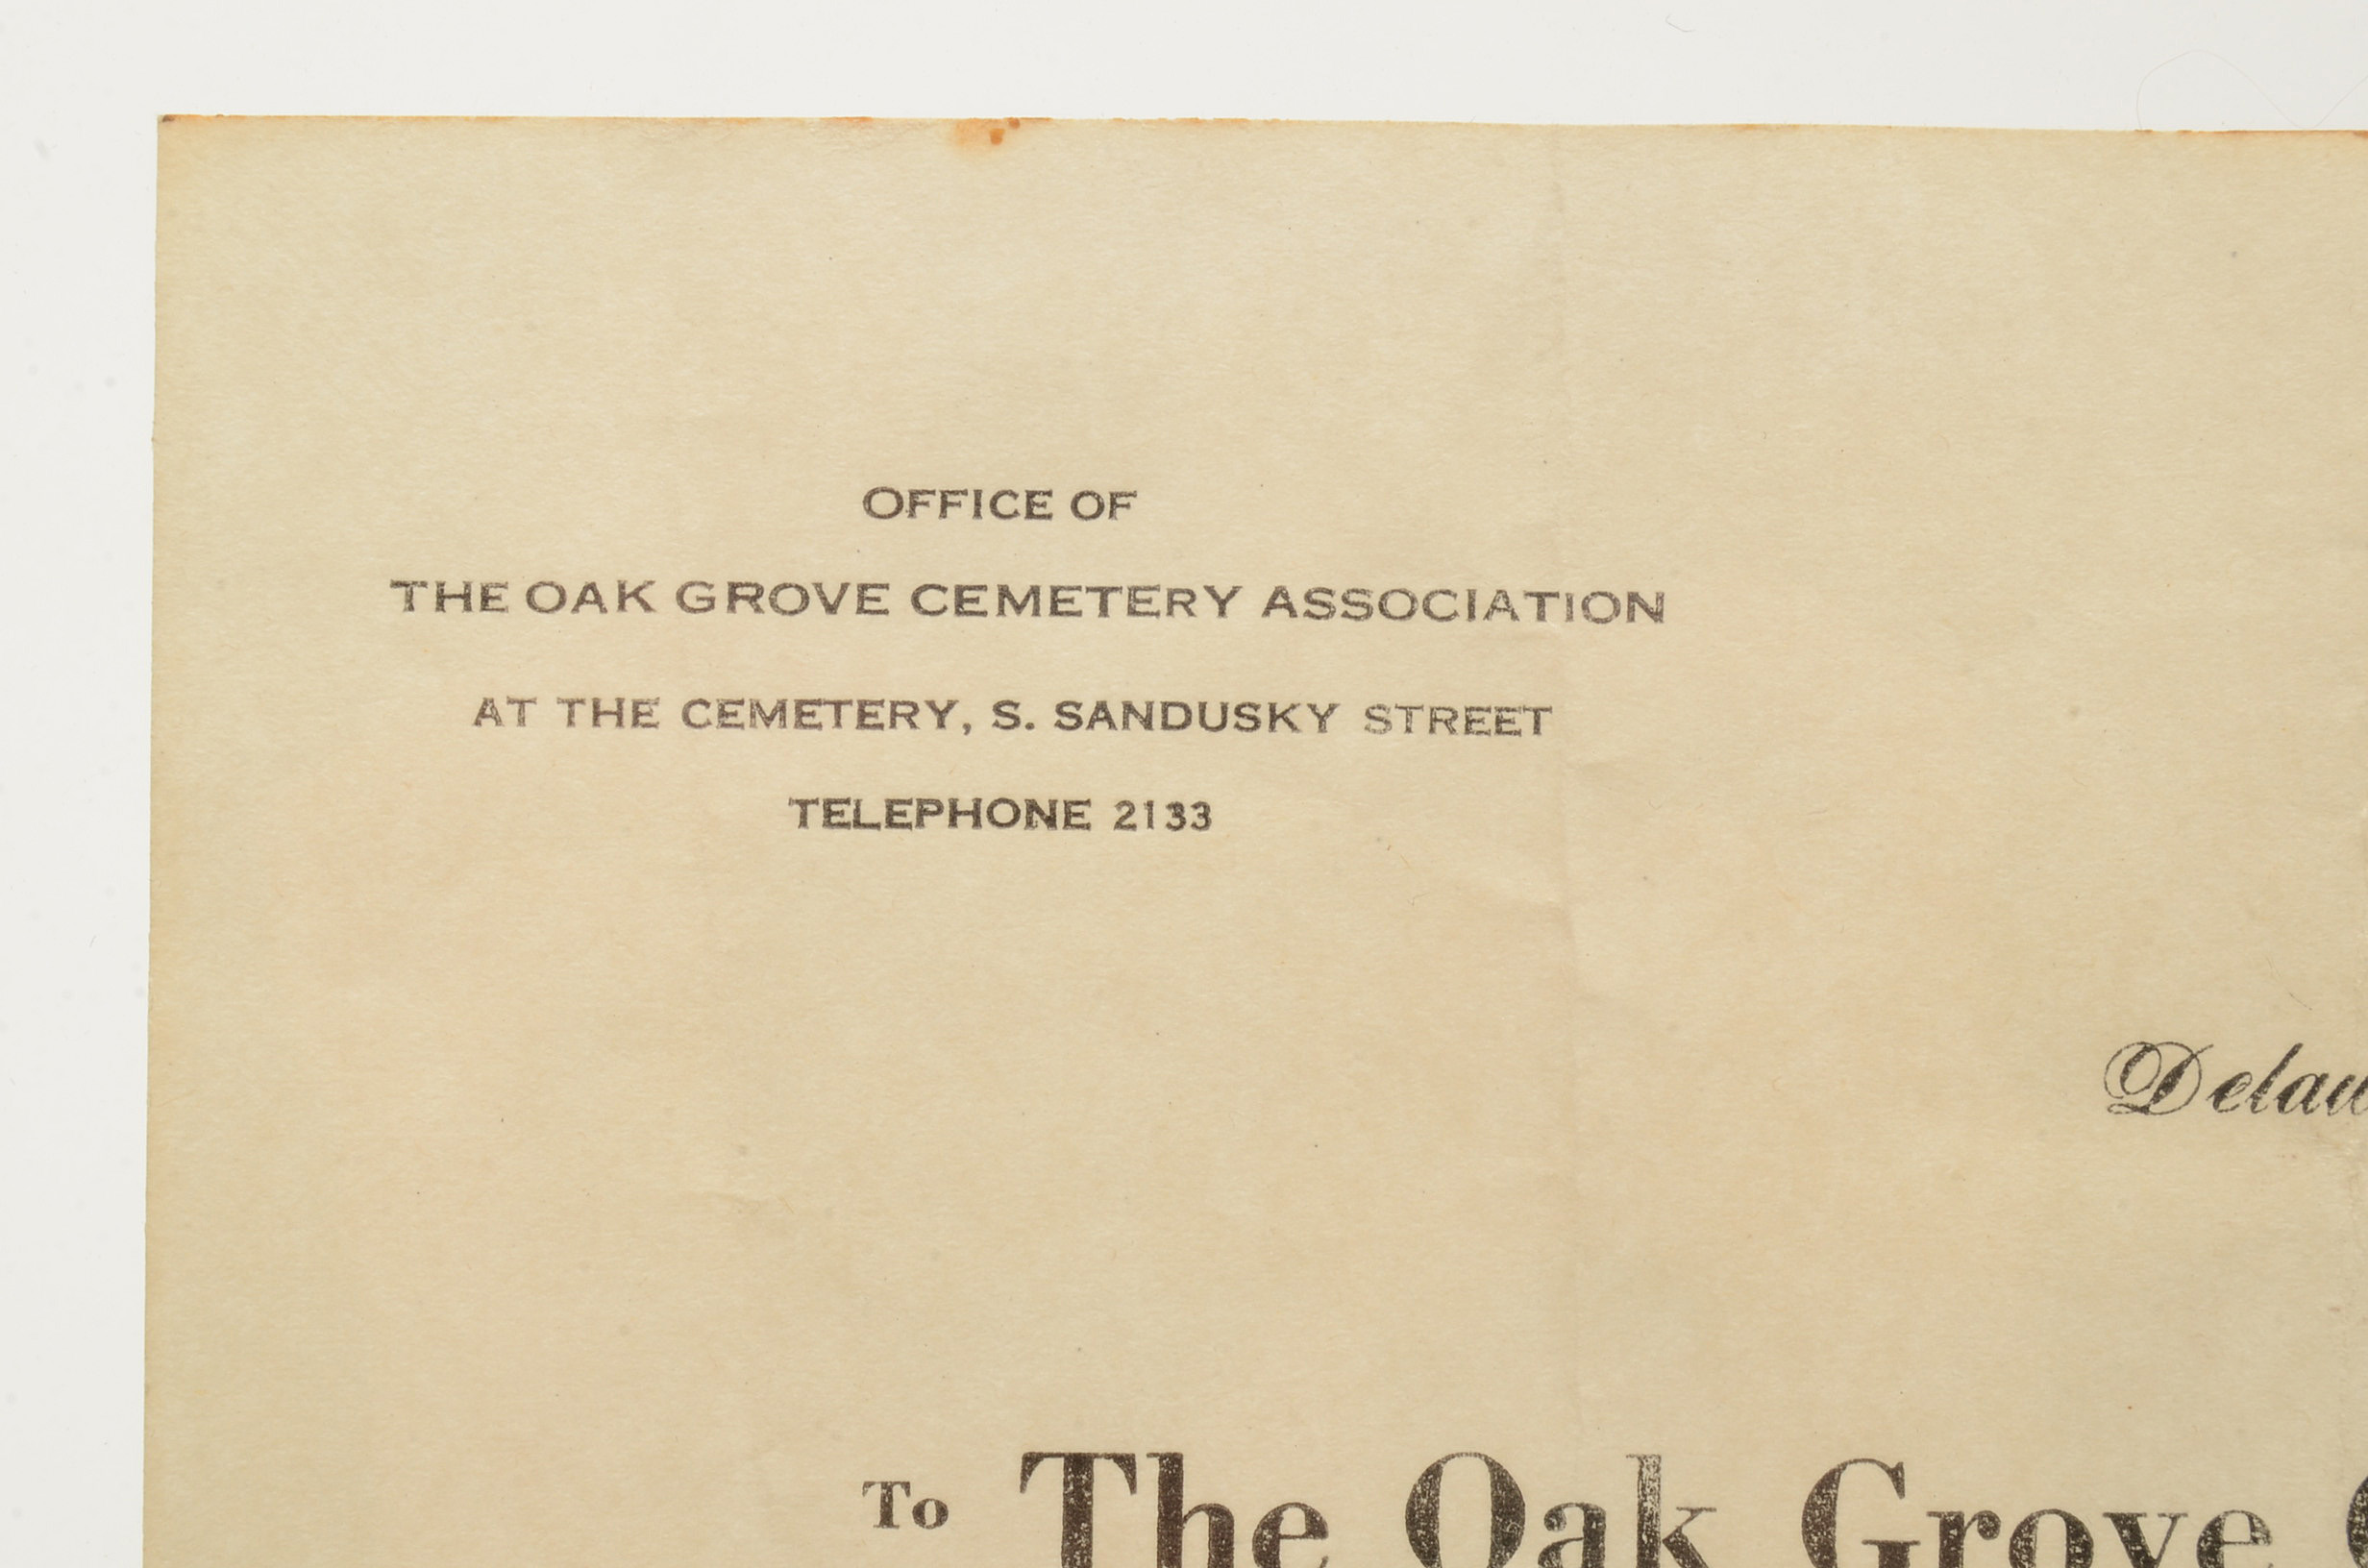 OFFICE OF
THE OAK GROVE CEMETERY ASSOCIATION
AT THE CEMETERY, S. SANDUSKY STREET
TELEPHONE 2133
To The Oak Grove